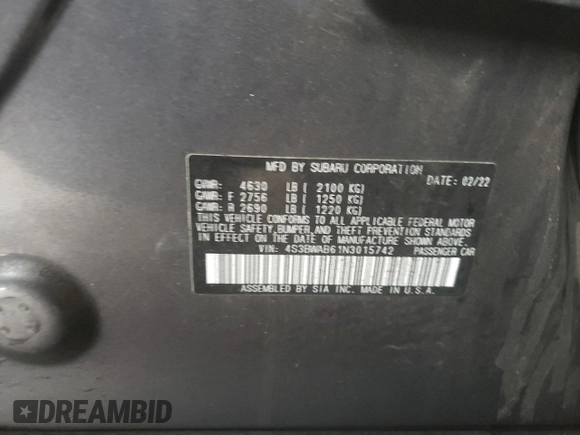 MFD BY SUBARU CORPORATION
DATE: 02/22
GVWR: 4630 LB ( 2100 KG)
GAWR: F 2756 LB ( 1250 KG)
GAWR: R 2690 LB ( 1220 KG)
THIS VEHICLE CONFORMS TO ALL APPLICABLE FEDERAL MOTOR
VEHICLE SAFETY,BUMPER,AND THEFT PREVENTION STANDARDS
IN EFFECT ON THE DATE OF MANUFACTURE SHOWN ABOVE.
VIN: 4S3BWAB61N3015742 PASSENGER CAR
ASSEMBLED BY SIA INC. MADE IN U.S.A.
DREAMBID